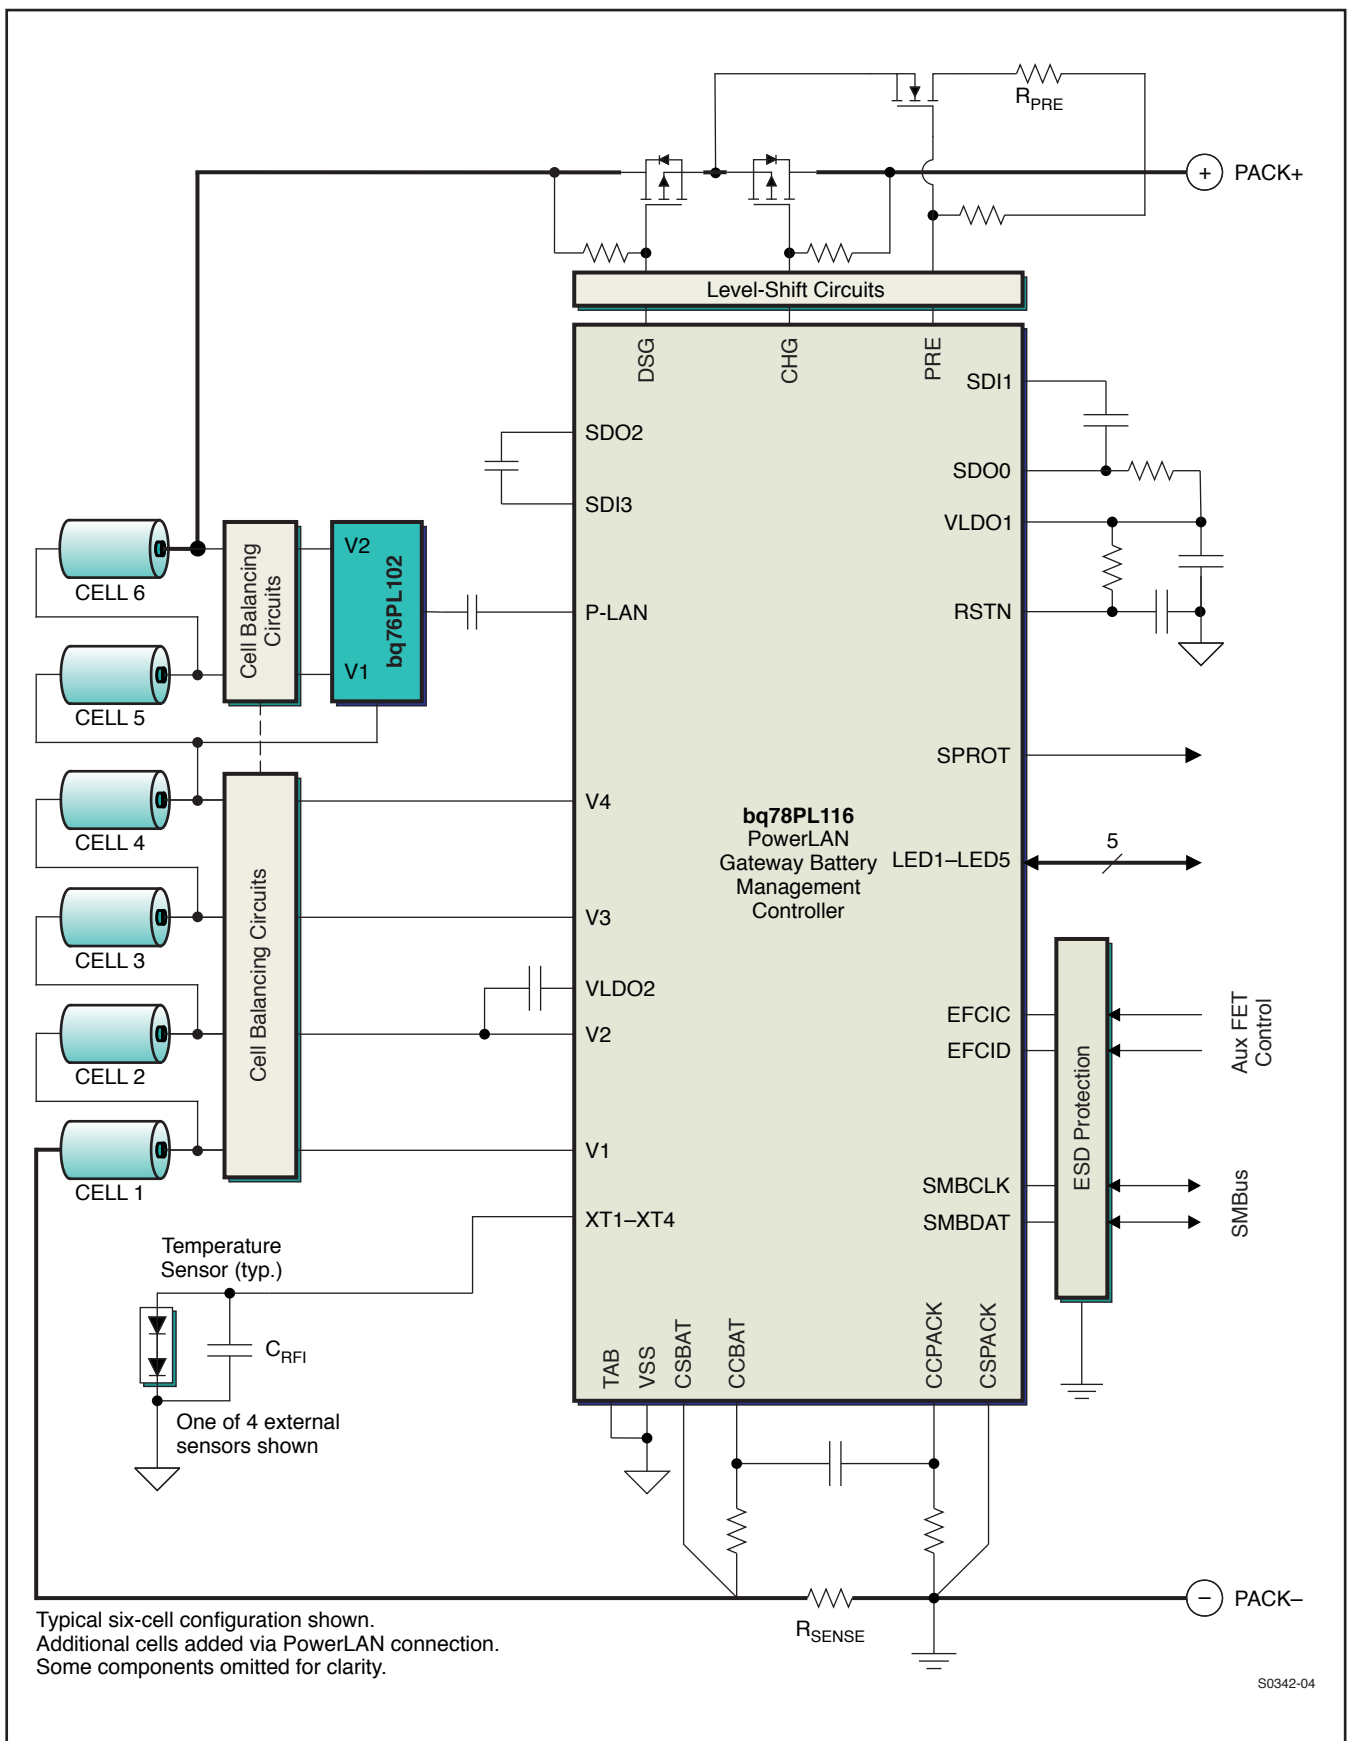 RPRE
+
PACK+
Level-Shift Circuits
DSG
CHG
PRE
SDI1
SDO2
SDO0
SDI3
VLDO1
Cell Balancing
Circuits
V2
bq76PL102
V1
CELL 6
P-LAN
RSTN
CELL 5
SPROT
V4
bq78PL116
PowerLAN
Gateway Battery
Management
Controller
LED1–LED5
5
CELL 4
Cell Balancing Circuits
V3
CELL 3
VLDO2
V2
EFCIC
EFCID
ESD Protection
Aux FET
Control
CELL 2
V1
CELL 1
SMBCLK
SMBDAT
SMBus
XT1–XT4
Temperature
Sensor (typ.)
CRFI
TAB
VSS
CSBAT
CCBAT
CCPACK
CSPACK
One of 4 external
sensors shown
RSENSE
–
PACK–
Typical six-cell configuration shown.
Additional cells added via PowerLAN connection.
Some components omitted for clarity.
S0342-04